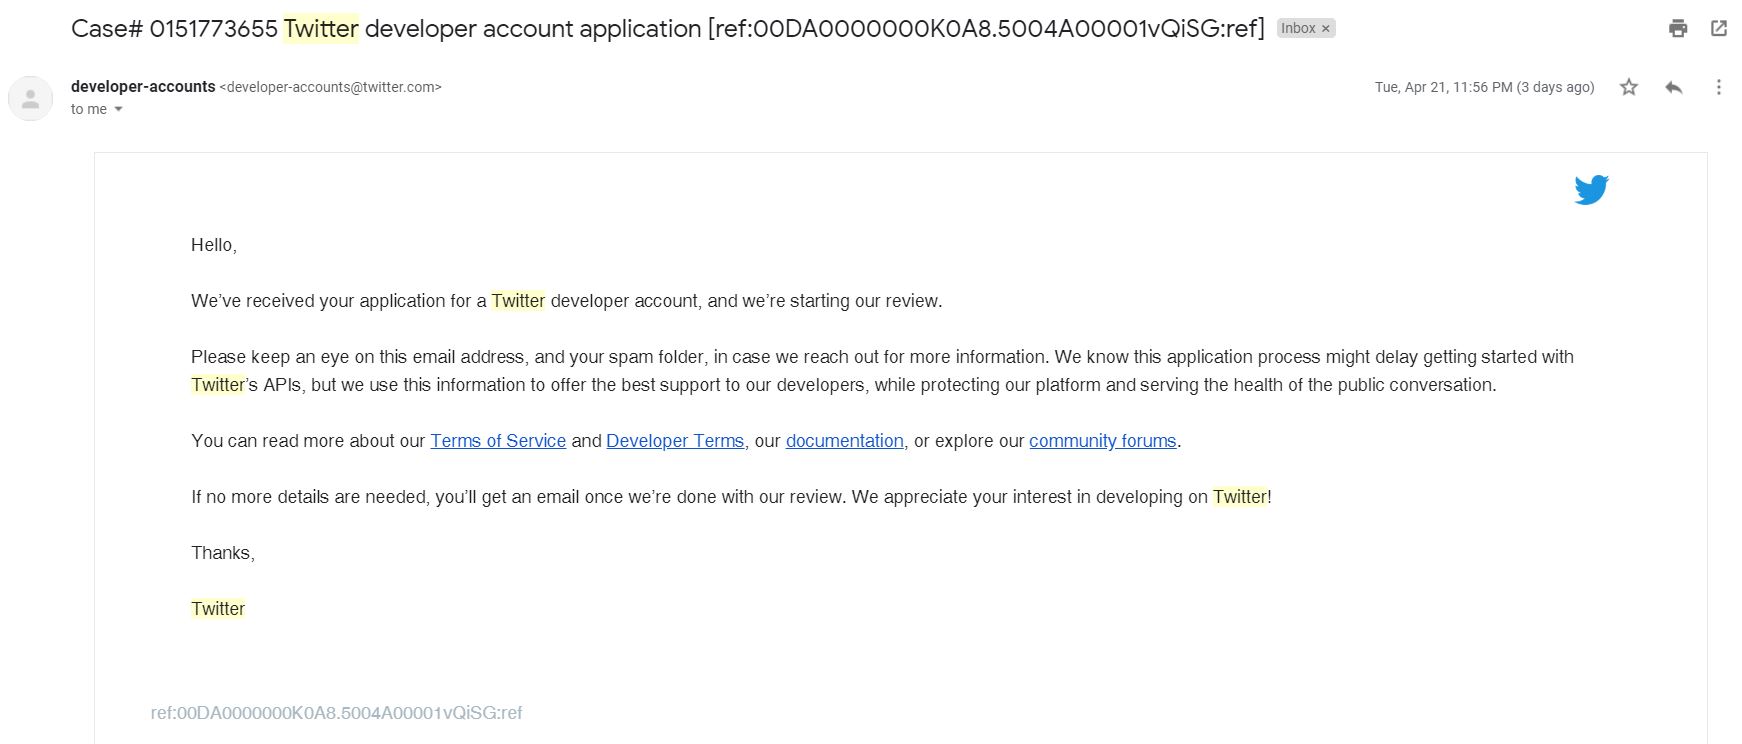 Case# 0151773655 Twitter developer account application [ref:00DA0000000K0A8.5004A00001vQiSG:ref] Inbox ×
developer-accounts <developer-accounts@twitter.com> Tue, Apr 21, 11:56 PM (3 days ago)
to me
Hello,
We’ve received your application for a Twitter developer account, and we’re starting our review.
Please keep an eye on this email address, and your spam folder, in case we reach out for more information. We know this application process might delay getting started with
Twitter’s APIs, but we use this information to offer the best support to our developers, while protecting our platform and serving the health of the public conversation.
You can read more about our Terms of Service and Developer Terms, our documentation, or explore our community forums.
If no more details are needed, you’ll get an email once we’re done with our review. We appreciate your interest in developing on Twitter!
Thanks,
Twitter
ref:00DA0000000K0A8.5004A00001vQiSG:ref